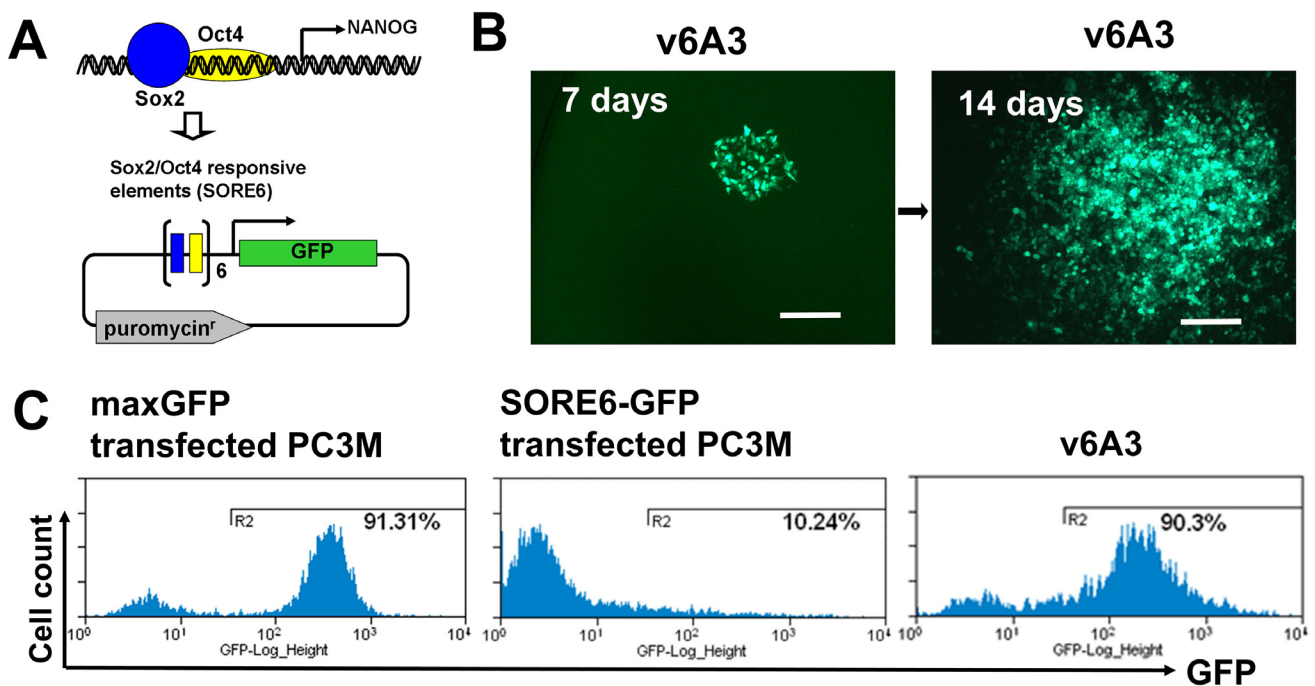 A
Oct4
NANOG
Sox2
Sox2/Oct4 responsive
elements (SORE6)
6
GFP
puromycinʳ
B
v6A3
v6A3
7 days
14 days
C
maxGFP
transfected PC3M
SORE6-GFP
transfected PC3M
v6A3
Cell count
R2
91.31%
10⁰ 10¹ 10² 10³ 10⁴
GFP-Log_Height
R2
10.24%
10⁰ 10¹ 10² 10³ 10⁴
GFP-Log_Height
R2
90.3%
10⁰ 10¹ 10² 10³ 10⁴
GFP-Log_Height
GFP